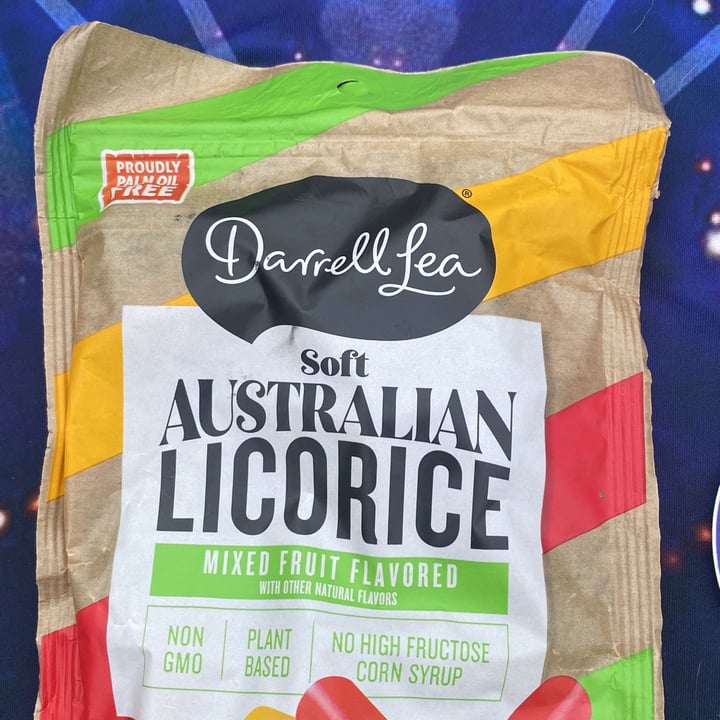 PROUDLY
PALM OIL
FREE
Darrell Lea®
Soft
AUSTRALIAN
LICORICE
MIXED FRUIT FLAVORED
WITH OTHER NATURAL FLAVORS
NON
GMO
PLANT
BASED
NO HIGH FRUCTOSE
CORN SYRUP